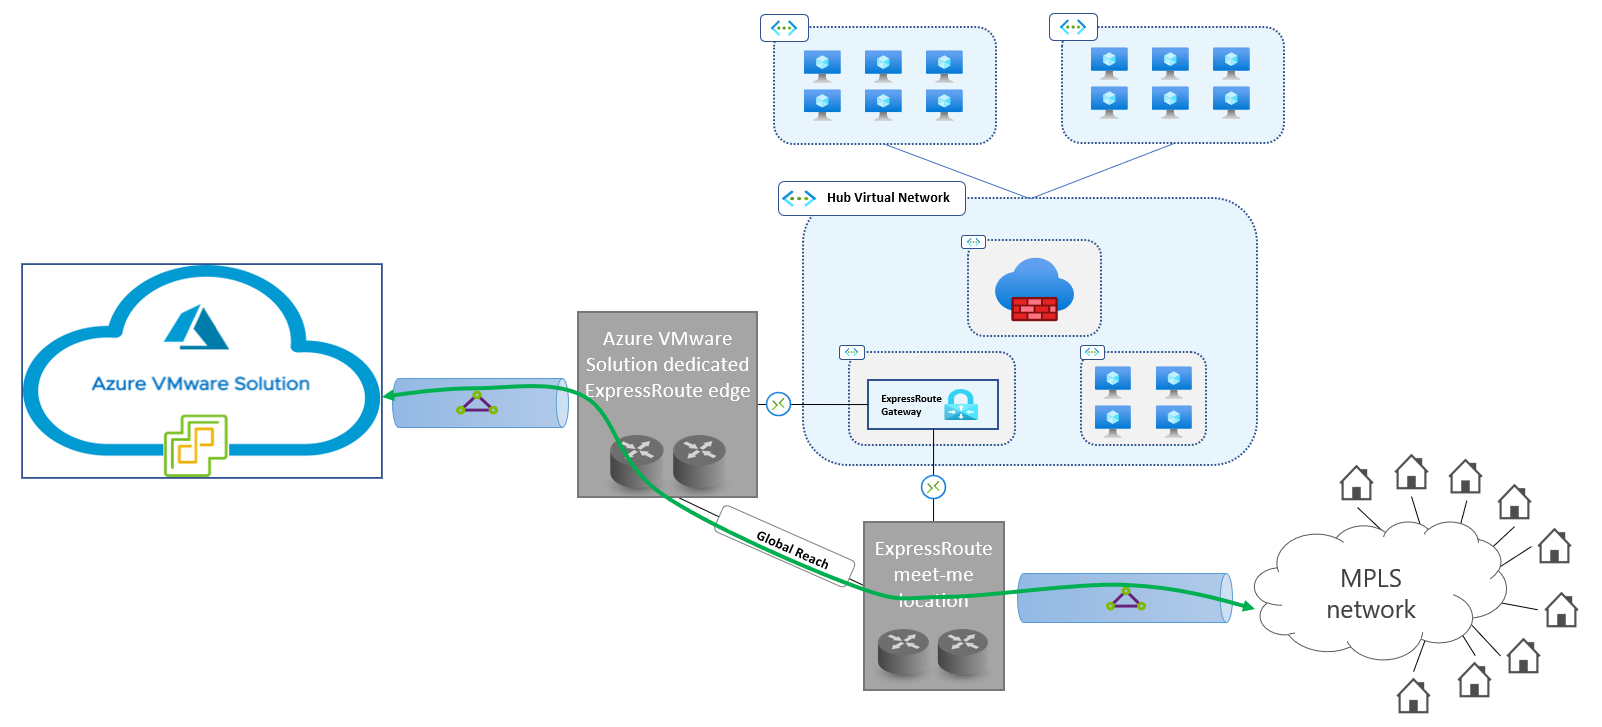 Hub Virtual Network
Azure VMware Solution
Azure VMware
Solution dedicated
ExpressRoute edge
ExpressRoute
Gateway
Global Reach
ExpressRoute
meet-me
location
MPLS
network